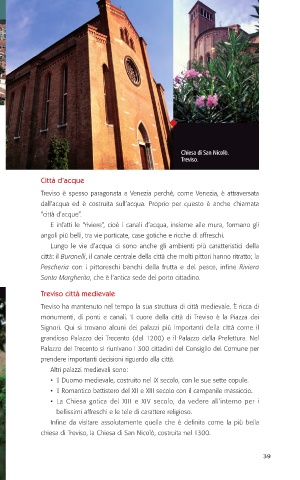 Chiesa di San Nicolò.
Treviso.
Città d'acque
Treviso è spesso paragonata a Venezia perché, come Venezia, è attraversata
dall'acqua ed è costruita sull'acqua. Proprio per questo è anche chiamata
"città d'acque".
E infatti le "riviere", cioè i canali d'acqua, insieme alle mura, formano gli
angoli più belli, tra vie porticate, case gotiche e ricche di affreschi.
Lungo le vie d'acqua ci sono anche gli ambienti più caratteristici della
città: il Buranelli, il canale centrale della città che molti pittori hanno ritratto; la
Pescheria con i pittoreschi banchi della frutta e del pesce, infine Riviera
Santa Margherita, che è l'antica sede del porto cittadino.
Treviso città medievale
Treviso ha mantenuto nel tempo la sua struttura di città medievale. È ricca di
monumenti, di ponti e canali. Il cuore della città di Treviso è la Piazza dei
Signori. Qui si trovano alcuni dei palazzi più importanti della città come il
grandioso Palazzo dei Trecento (del 1200) e il Palazzo della Prefettura. Nel
Palazzo dei Trecento si riunivano i 300 cittadini del Consiglio del Comune per
prendere importanti decisioni riguardo alla città.
Altri palazzi medievali sono:
• Il Duomo medievale, costruito nel IX secolo, con le sue sette cupole.
• Il Romanico battistero del XII e XIII secolo con il campanile massiccio.
• La Chiesa gotica del XIII e XIV secolo, da vedere all'interno per i
bellissimi affreschi e le tele di carattere religioso.
Infine da visitare assolutamente quella che è definita come la più bella
chiesa di Treviso, la Chiesa di San Nicolò, costruita nel 1300.
39